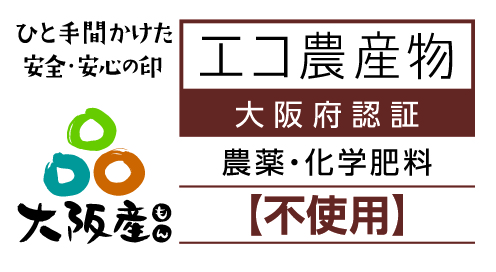 ひと手間かけた
安全・安心の印
大阪産もん
エコ農産物
大阪府認証
農薬・化学肥料
【不使用】